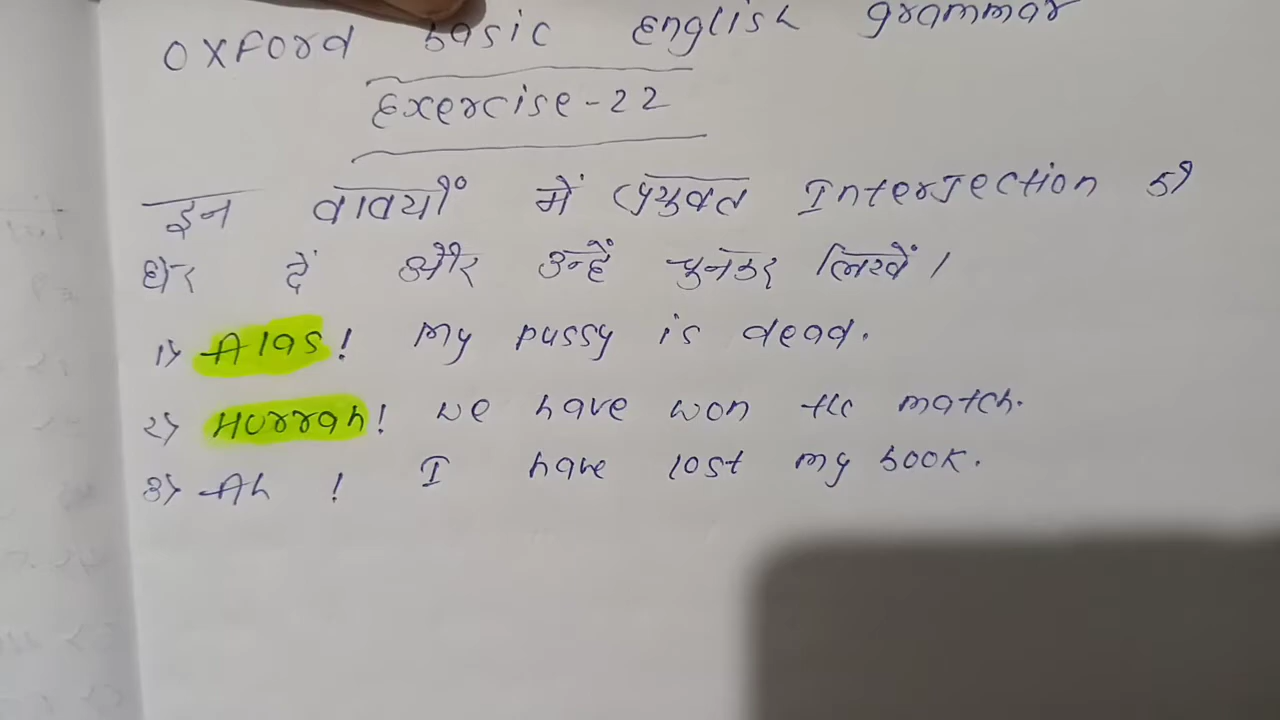 Oxford basic English grammar
Exercise-22
इन वाक्यों में प्रयुक्त Interjection को
घेर दें और उन्हें चुनकर लिखें।
1) Alas! my pussy is dead.
2) Hurrah! we have won the match.
3) Ah ! I have lost my book.